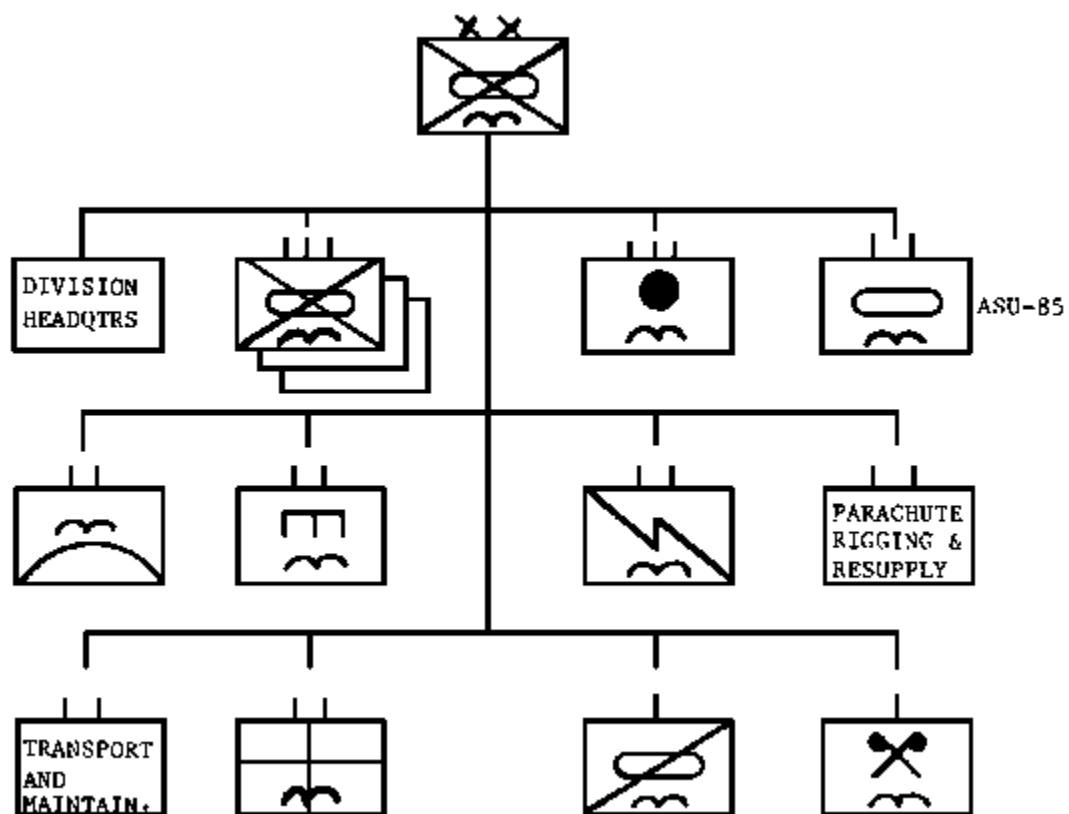 DIVISION
HEADQTRS
ASU-85
PARACHUTE
RIGGING &
RESUPPLY
TRANSPORT
AND
MAINTAIN.